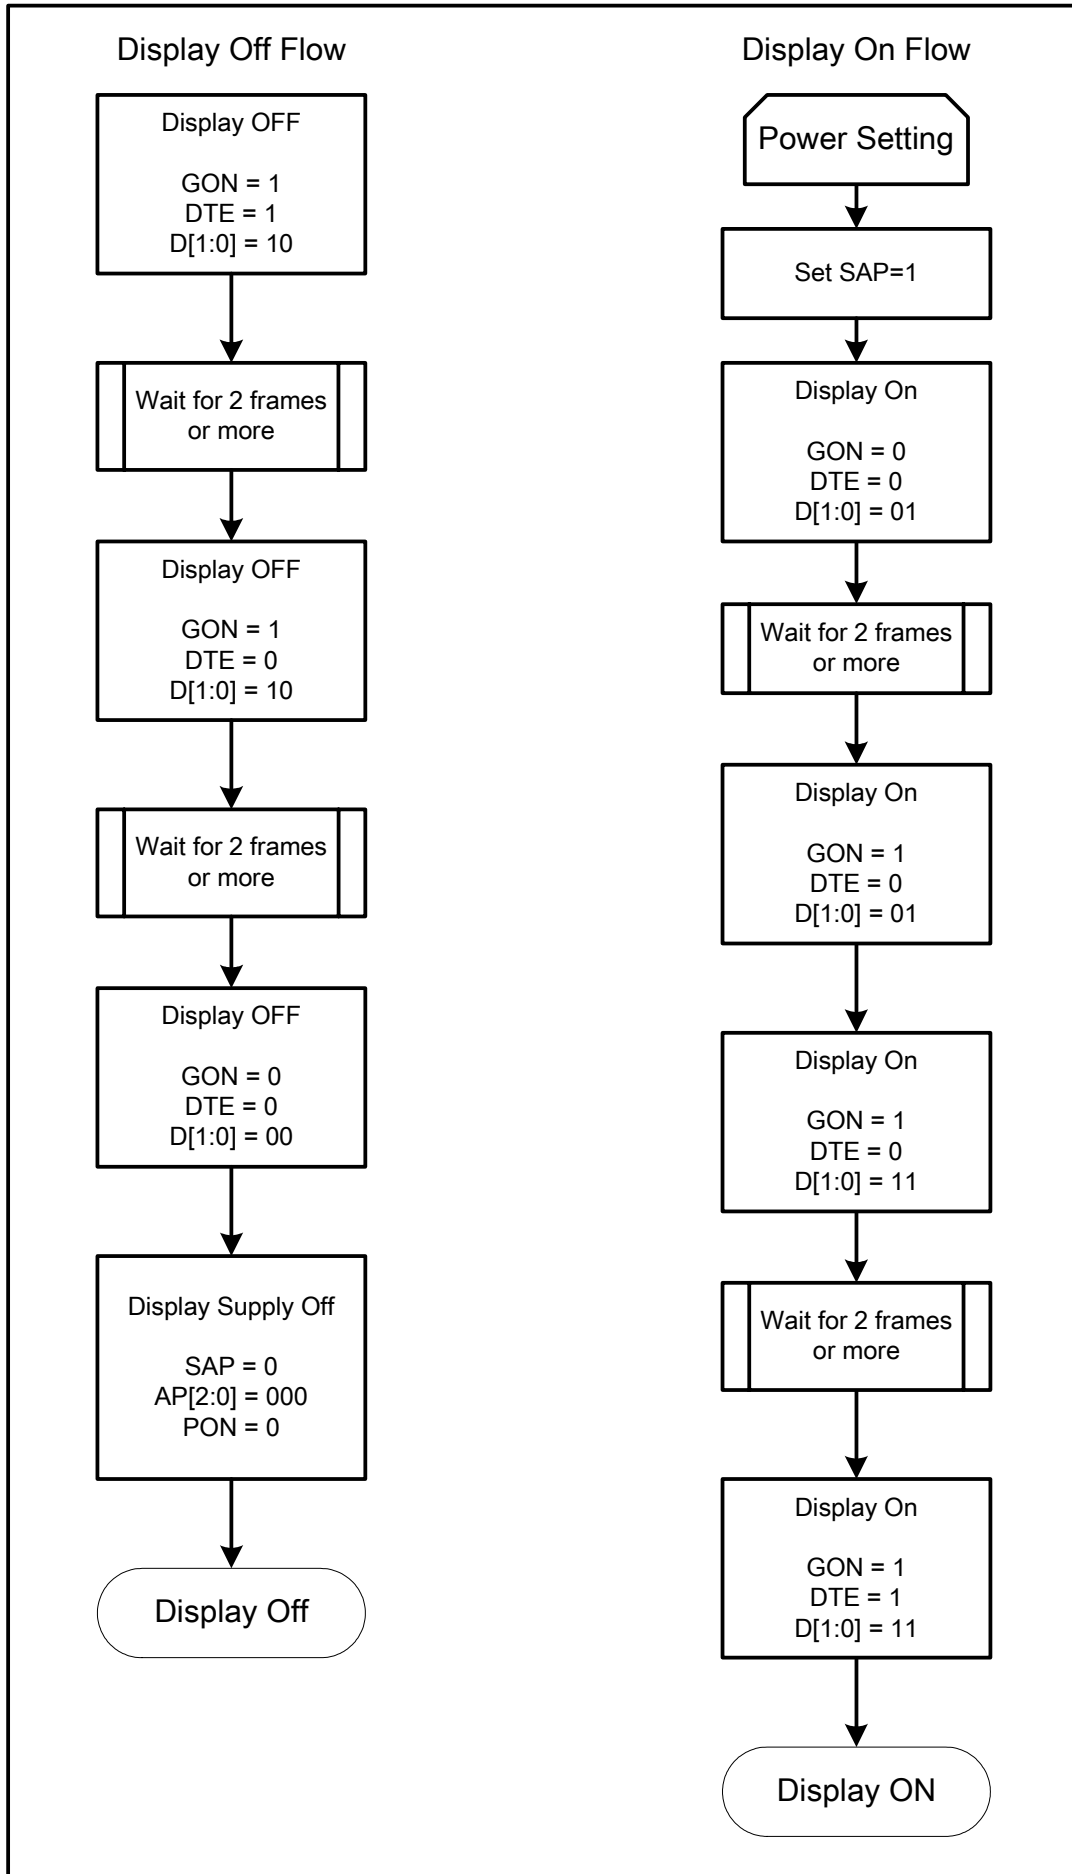 Display Off Flow
Display OFF
GON = 1
DTE = 1
D[1:0] = 10
Wait for 2 frames
or more
Display OFF
GON = 1
DTE = 0
D[1:0] = 10
Wait for 2 frames
or more
Display OFF
GON = 0
DTE = 0
D[1:0] = 00
Display Supply Off
SAP = 0
AP[2:0] = 000
PON = 0
Display Off
Display On Flow
Power Setting
Set SAP=1
Display On
GON = 0
DTE = 0
D[1:0] = 01
Wait for 2 frames
or more
Display On
GON = 1
DTE = 0
D[1:0] = 01
Display On
GON = 1
DTE = 0
D[1:0] = 11
Wait for 2 frames
or more
Display On
GON = 1
DTE = 1
D[1:0] = 11
Display ON